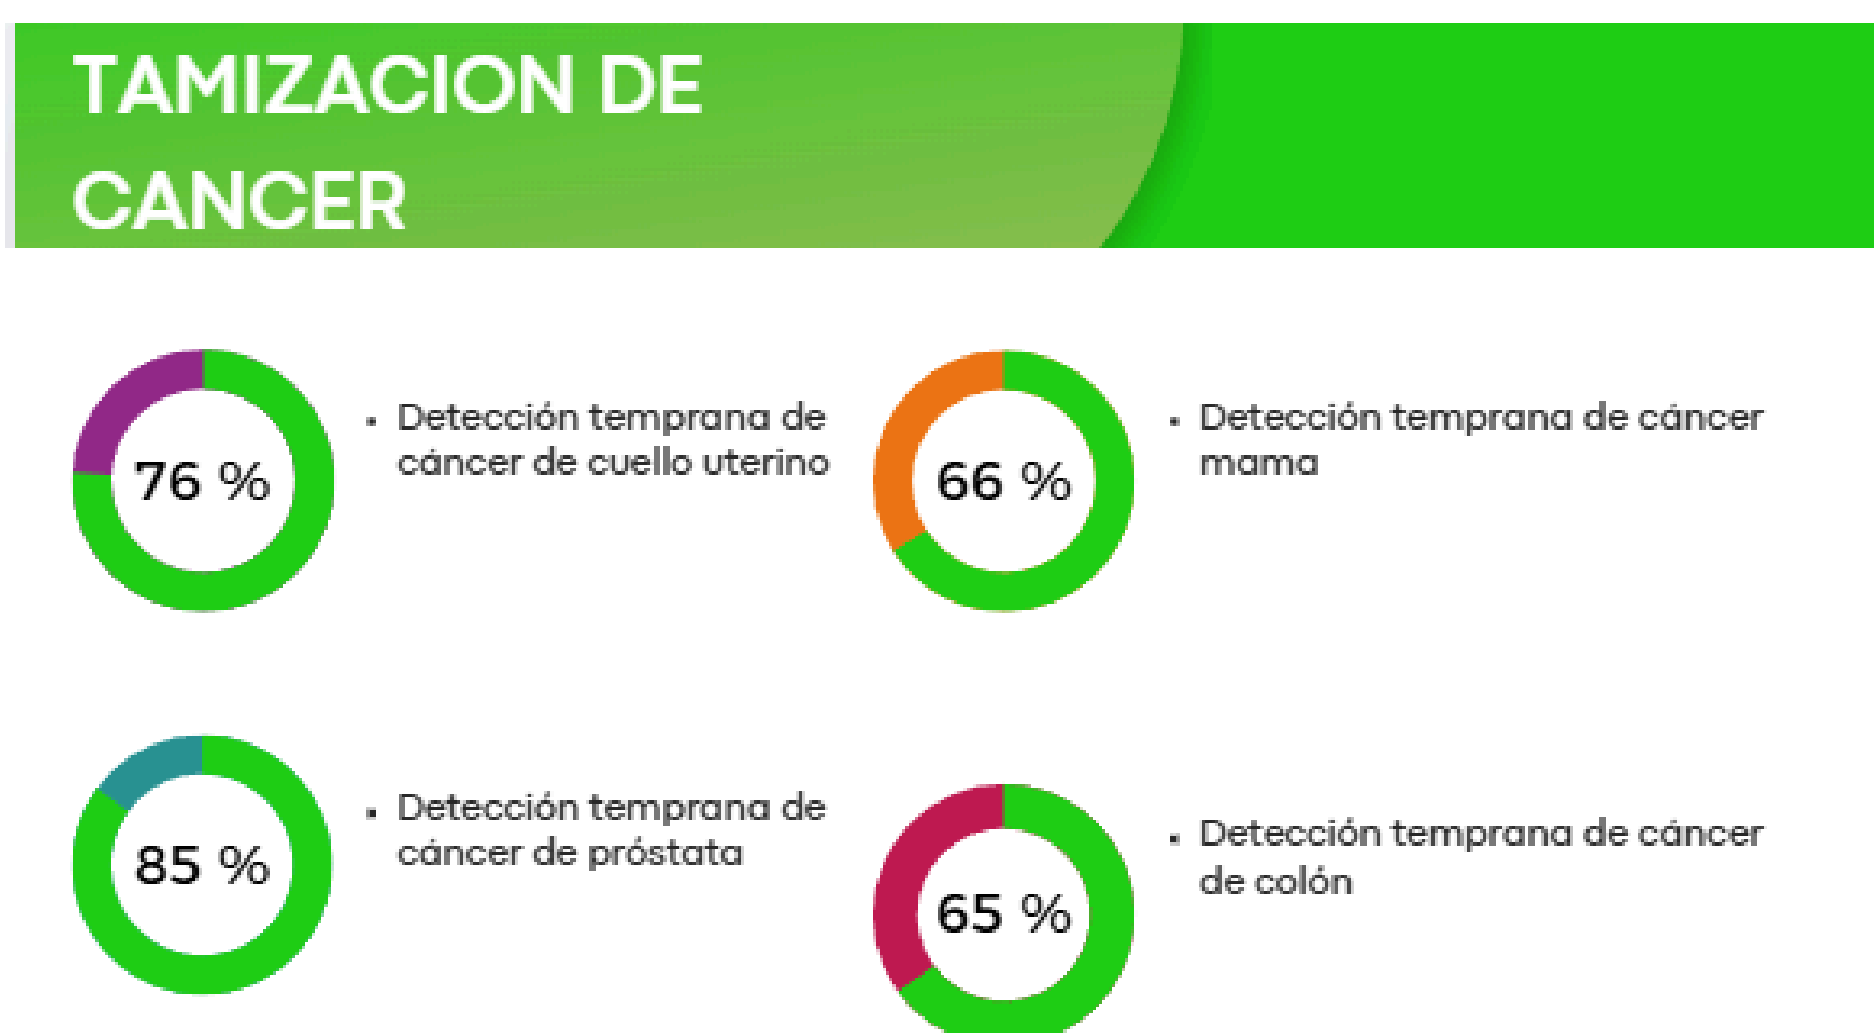 TAMIZACION DE
CANCER
76 %
▪ Detección temprana de
cáncer de cuello uterino
66 %
▪ Detección temprana de cáncer
mama
85 %
▪ Detección temprana de
cáncer de próstata
65 %
▪ Detección temprana de cáncer
de colón